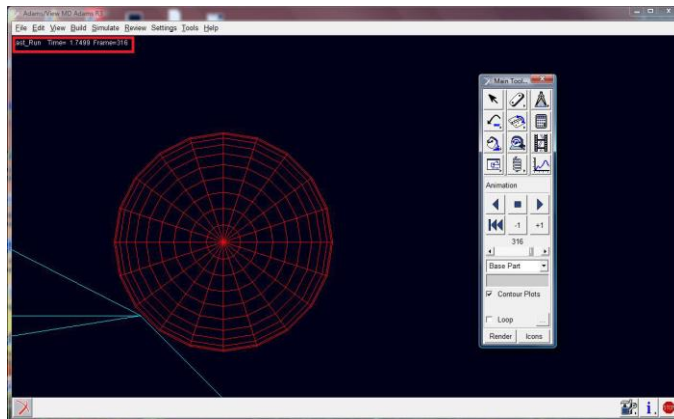 Adams/View MD Adams R3
File Edit View Build Simulate Review Settings Tools Help
ast_Run Time= 1.7499 Frame=316
Main Tool...
Animation
-1
+1
316
Base Part
Contour Plots
Loop
...
Render
Icons
i
STOP